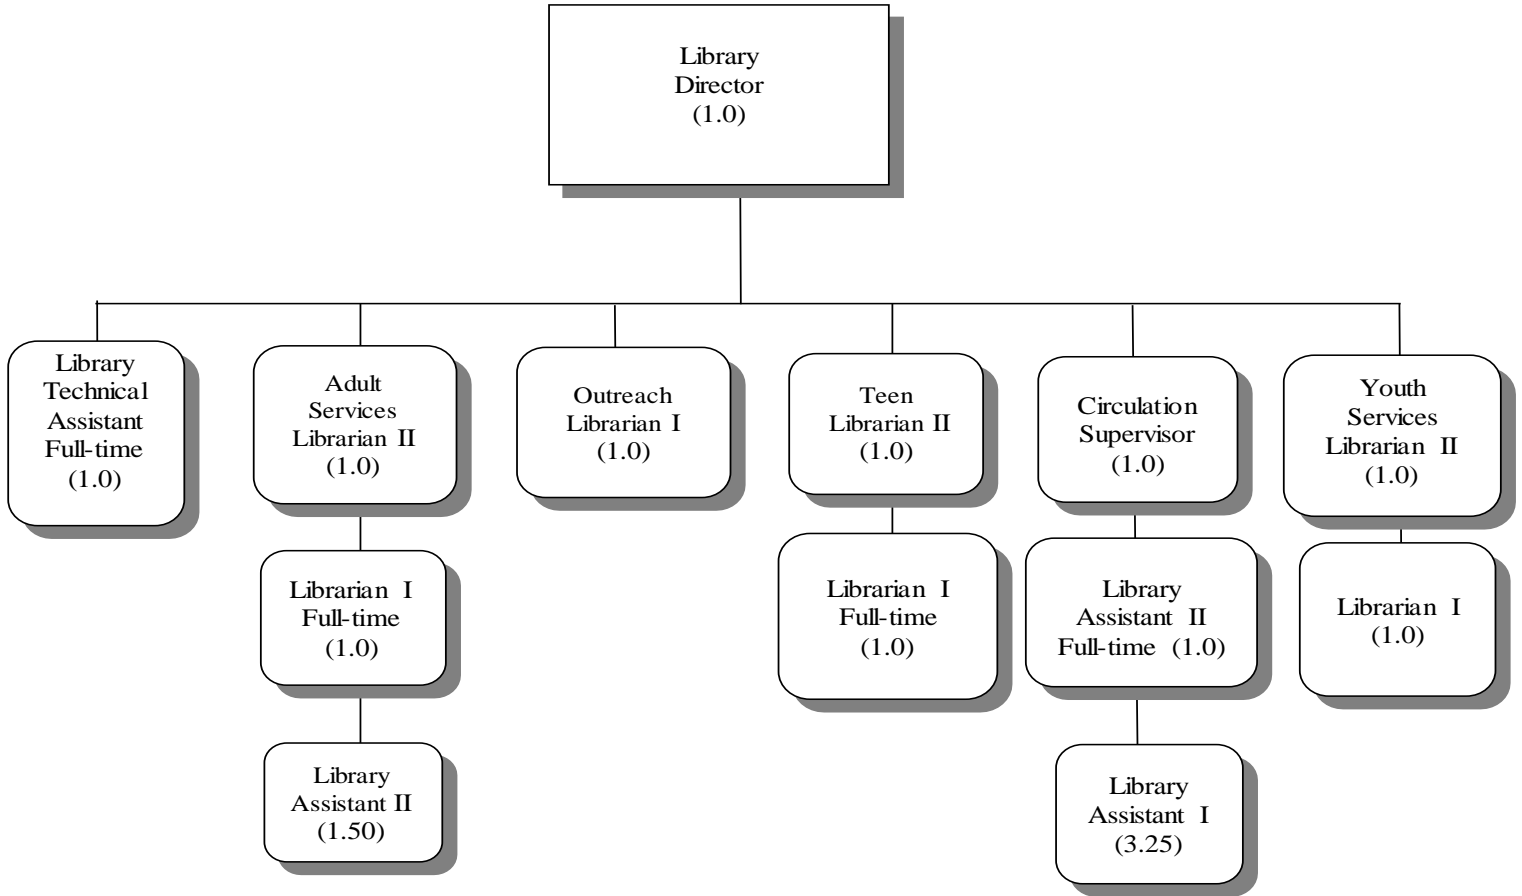 Library
Director
(1.0)
Library
Technical
Assistant
Full-time
(1.0)
Adult
Services
Librarian II
(1.0)
Outreach
Librarian I
(1.0)
Teen
Librarian II
(1.0)
Circulation
Supervisor
(1.0)
Youth
Services
Librarian II
(1.0)
Librarian I
Full-time
(1.0)
Librarian I
Full-time
(1.0)
Library
Assistant II
Full-time (1.0)
Librarian I
(1.0)
Library
Assistant II
(1.50)
Library
Assistant I
(3.25)